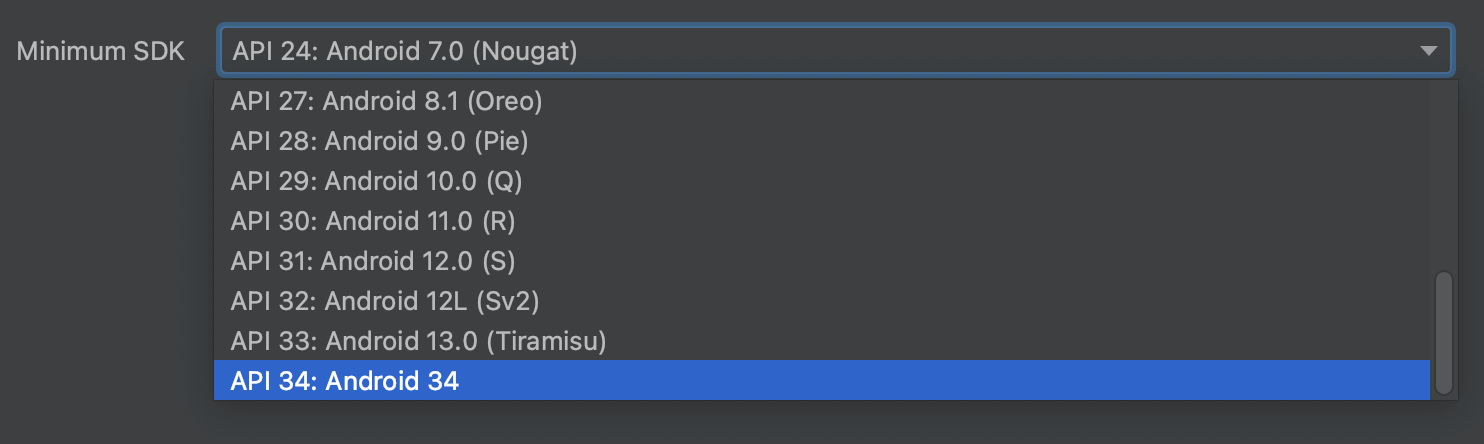 Minimum SDK API 24: Android 7.0 (Nougat)
API 27: Android 8.1 (Oreo)
API 28: Android 9.0 (Pie)
API 29: Android 10.0 (Q)
API 30: Android 11.0 (R)
API 31: Android 12.0 (S)
API 32: Android 12L (Sv2)
API 33: Android 13.0 (Tiramisu)
API 34: Android 34